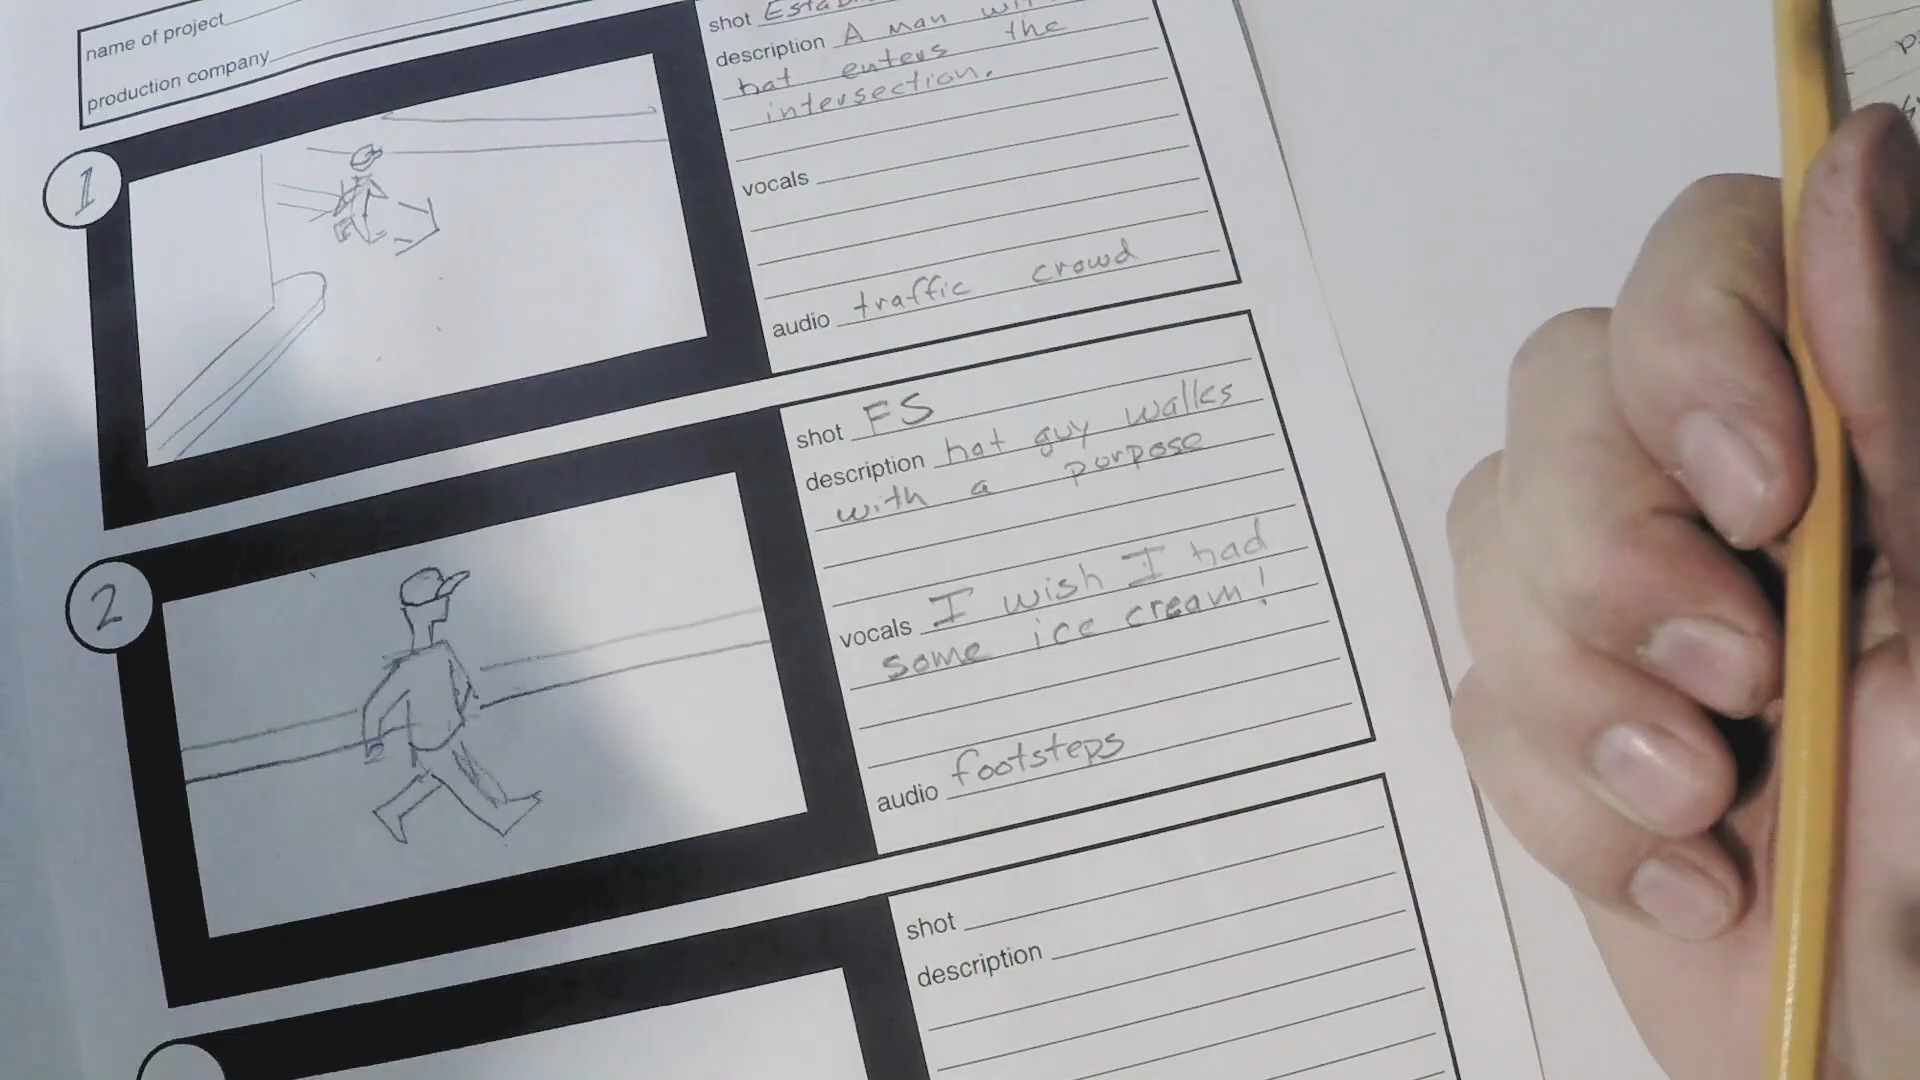 name of project
production company
1
shot
description A man
hat enters the
intersection.
vocals
audio traffic crowd
2
shot FS
description hat guy walks
with a purpose
vocals I wish I had
some ice cream!
audio footsteps
shot
description